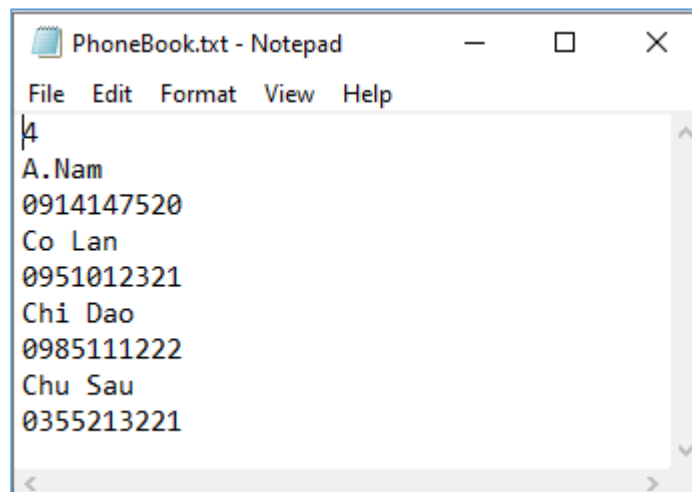 PhoneBook.txt - Notepad
File Edit Format View Help
4
A.Nam
0914147520
Co Lan
0951012321
Chi Dao
0985111222
Chu Sau
0355213221